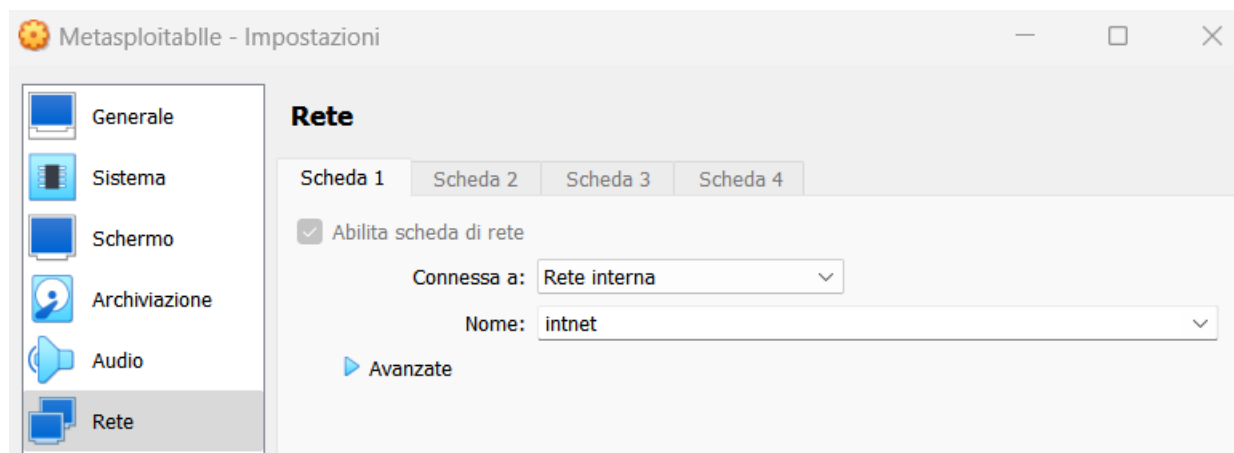 Metasploitablle - Impostazioni
Generale
Sistema
Schermo
Archiviazione
Audio
Rete
Rete
Scheda 1 Scheda 2 Scheda 3 Scheda 4
Abilita scheda di rete
Connessa a: Rete interna
Nome: intnet
Avanzate